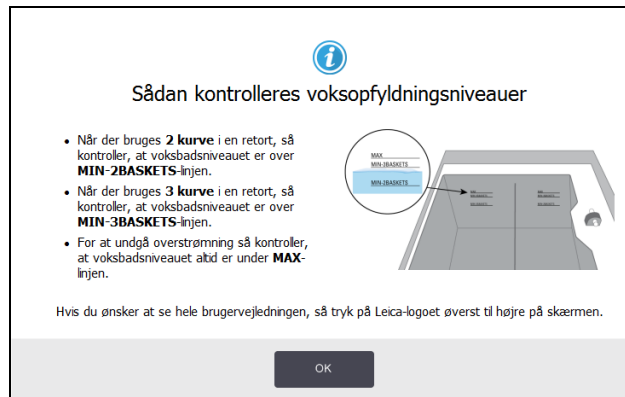 Sådan kontrolleres voksopfyldningsniveauer
• Når der bruges 2 kurve i en retort, så
kontroller, at voksbadsniveauet er over
MIN-2BASKETS-linjen.
• Når der bruges 3 kurve i en retort, så
kontroller, at voksbadsniveauet er over
MIN-3BASKETS-linjen.
• For at undgå overstrømning så kontroller,
at voksbadsniveauet altid er under MAX-
linjen.
MAX
MIN-3BASKETS
MIN-2BASKETS
Hvis du ønsker at se hele brugervejledningen, så tryk på Leica-logoet øverst til højre på skærmen.
OK